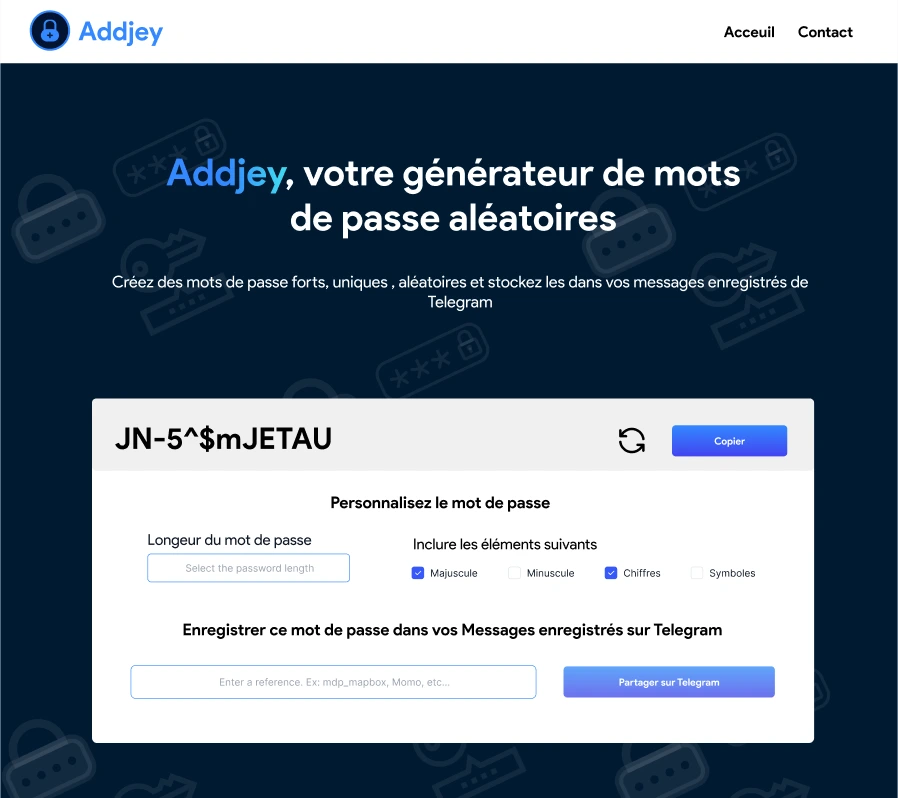 Addjey
Acceuil Contact
Addjey, votre générateur de mots
de passe aléatoires
Créez des mots de passe forts, uniques , aléatoires et stockez les dans vos messages enregistrés de
Telegram
JN-5^$mJETAU
Copier
Personnalisez le mot de passe
Longeur du mot de passe
Select the password length
Inclure les éléments suivants
Majuscule Minuscule Chiffres Symboles
Enregistrer ce mot de passe dans vos Messages enregistrés sur Telegram
Enter a reference. Ex: mdp_mapbox, Momo, etc...
Partager sur Telegram